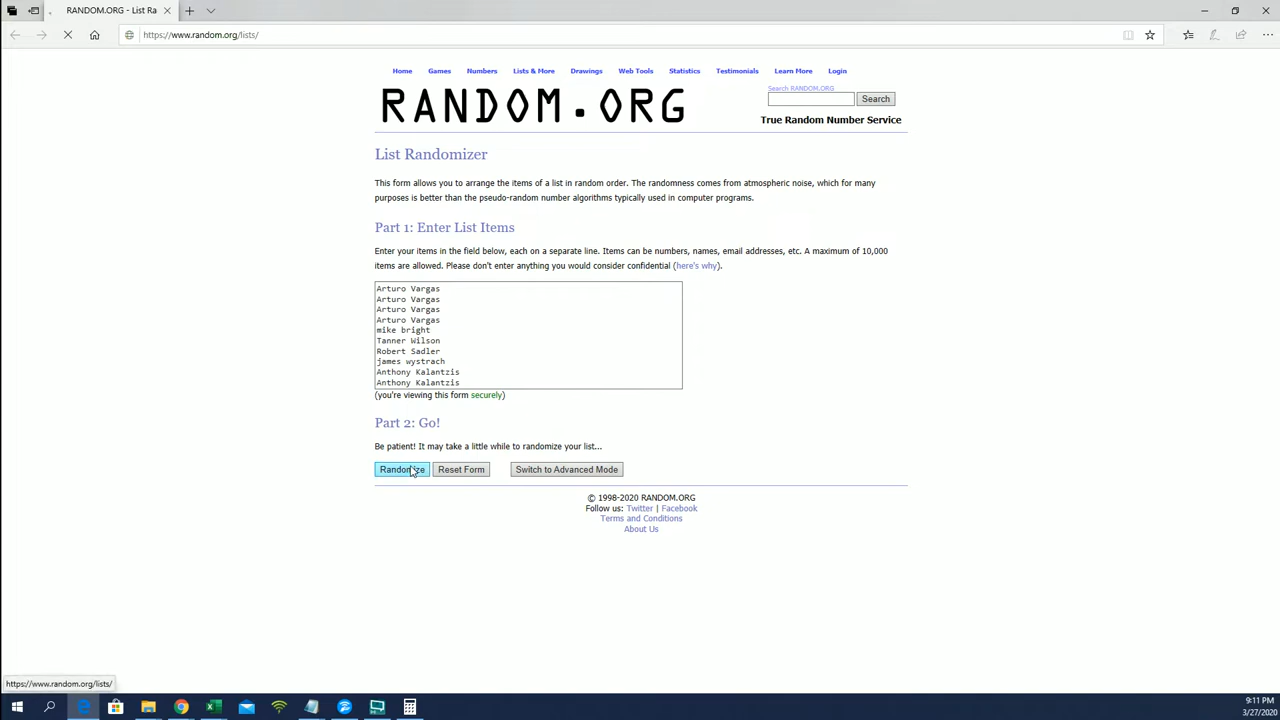 RANDOM.ORG - List Ra
https://www.random.org/lists/
Home Games Numbers Lists & More Drawings Web Tools Statistics Testimonials Learn More Login
RANDOM.ORG
Search RANDOM.ORG
Search
True Random Number Service
List Randomizer
This form allows you to arrange the items of a list in random order. The randomness comes from atmospheric noise, which for many
purposes is better than the pseudo-random number algorithms typically used in computer programs.
Part 1: Enter List Items
Enter your items in the field below, each on a separate line. Items can be numbers, names, email addresses, etc. A maximum of 10,000
items are allowed. Please don't enter anything you would consider confidential (here's why).
Arturo Vargas
Arturo Vargas
Arturo Vargas
Arturo Vargas
mike bright
Tanner Wilson
Robert Sadler
james wystrach
Anthony Kalantzis
Anthony Kalantzis
(you're viewing this form securely)
Part 2: Go!
Be patient! It may take a little while to randomize your list...
Randomize Reset Form Switch to Advanced Mode
© 1998-2020 RANDOM.ORG
Follow us: Twitter | Facebook
Terms and Conditions
About Us
https://www.random.org/lists/
9:11 PM
3/27/2020